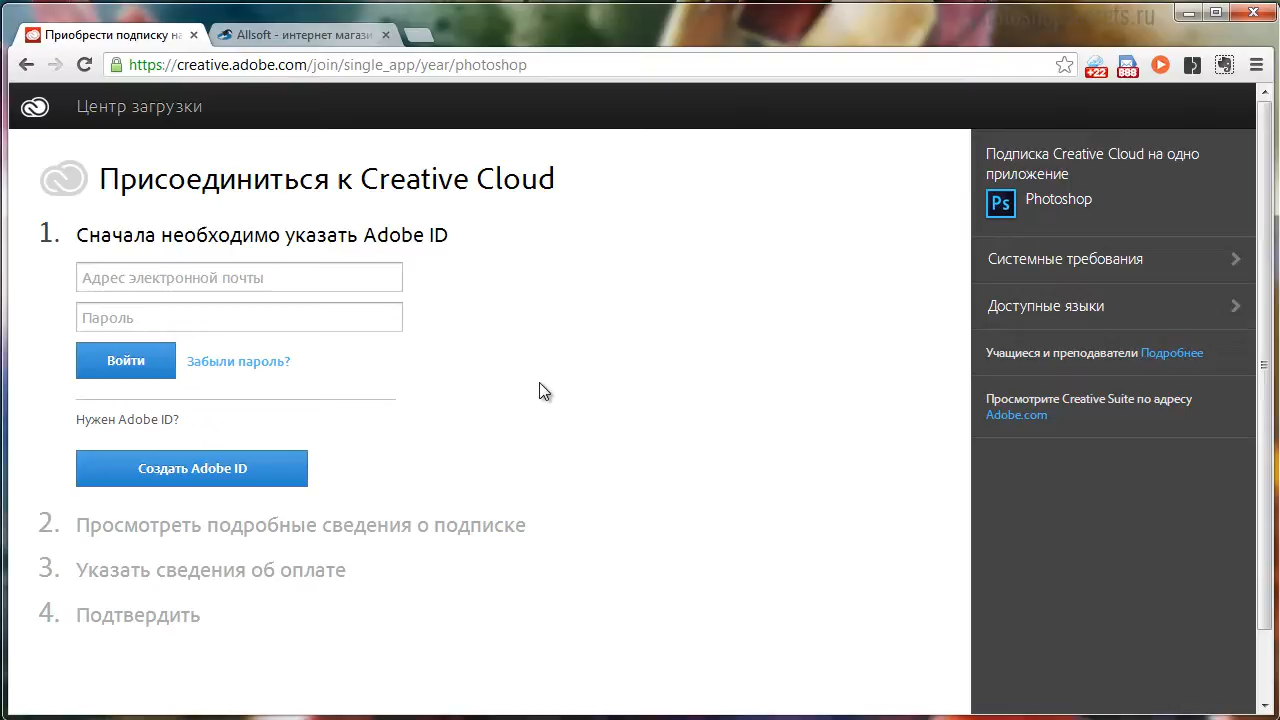 Приобрести подписку на
Allsoft - интернет магази
https://creative.adobe.com/join/single_app/year/photoshop
+22
888
Центр загрузки
Присоединиться к Creative Cloud
1. Сначала необходимо указать Adobe ID
Адрес электронной почты
Пароль
Войти Забыли пароль?
Нужен Adobe ID?
Создать Adobe ID
2. Просмотреть подробные сведения о подписке
3. Указать сведения об оплате
4. Подтвердить
Подписка Creative Cloud на одно
приложение
Ps Photoshop
Системные требования
Доступные языки
Учащиеся и преподаватели Подробнее
Просмотрите Creative Suite по адресу
Adobe.com